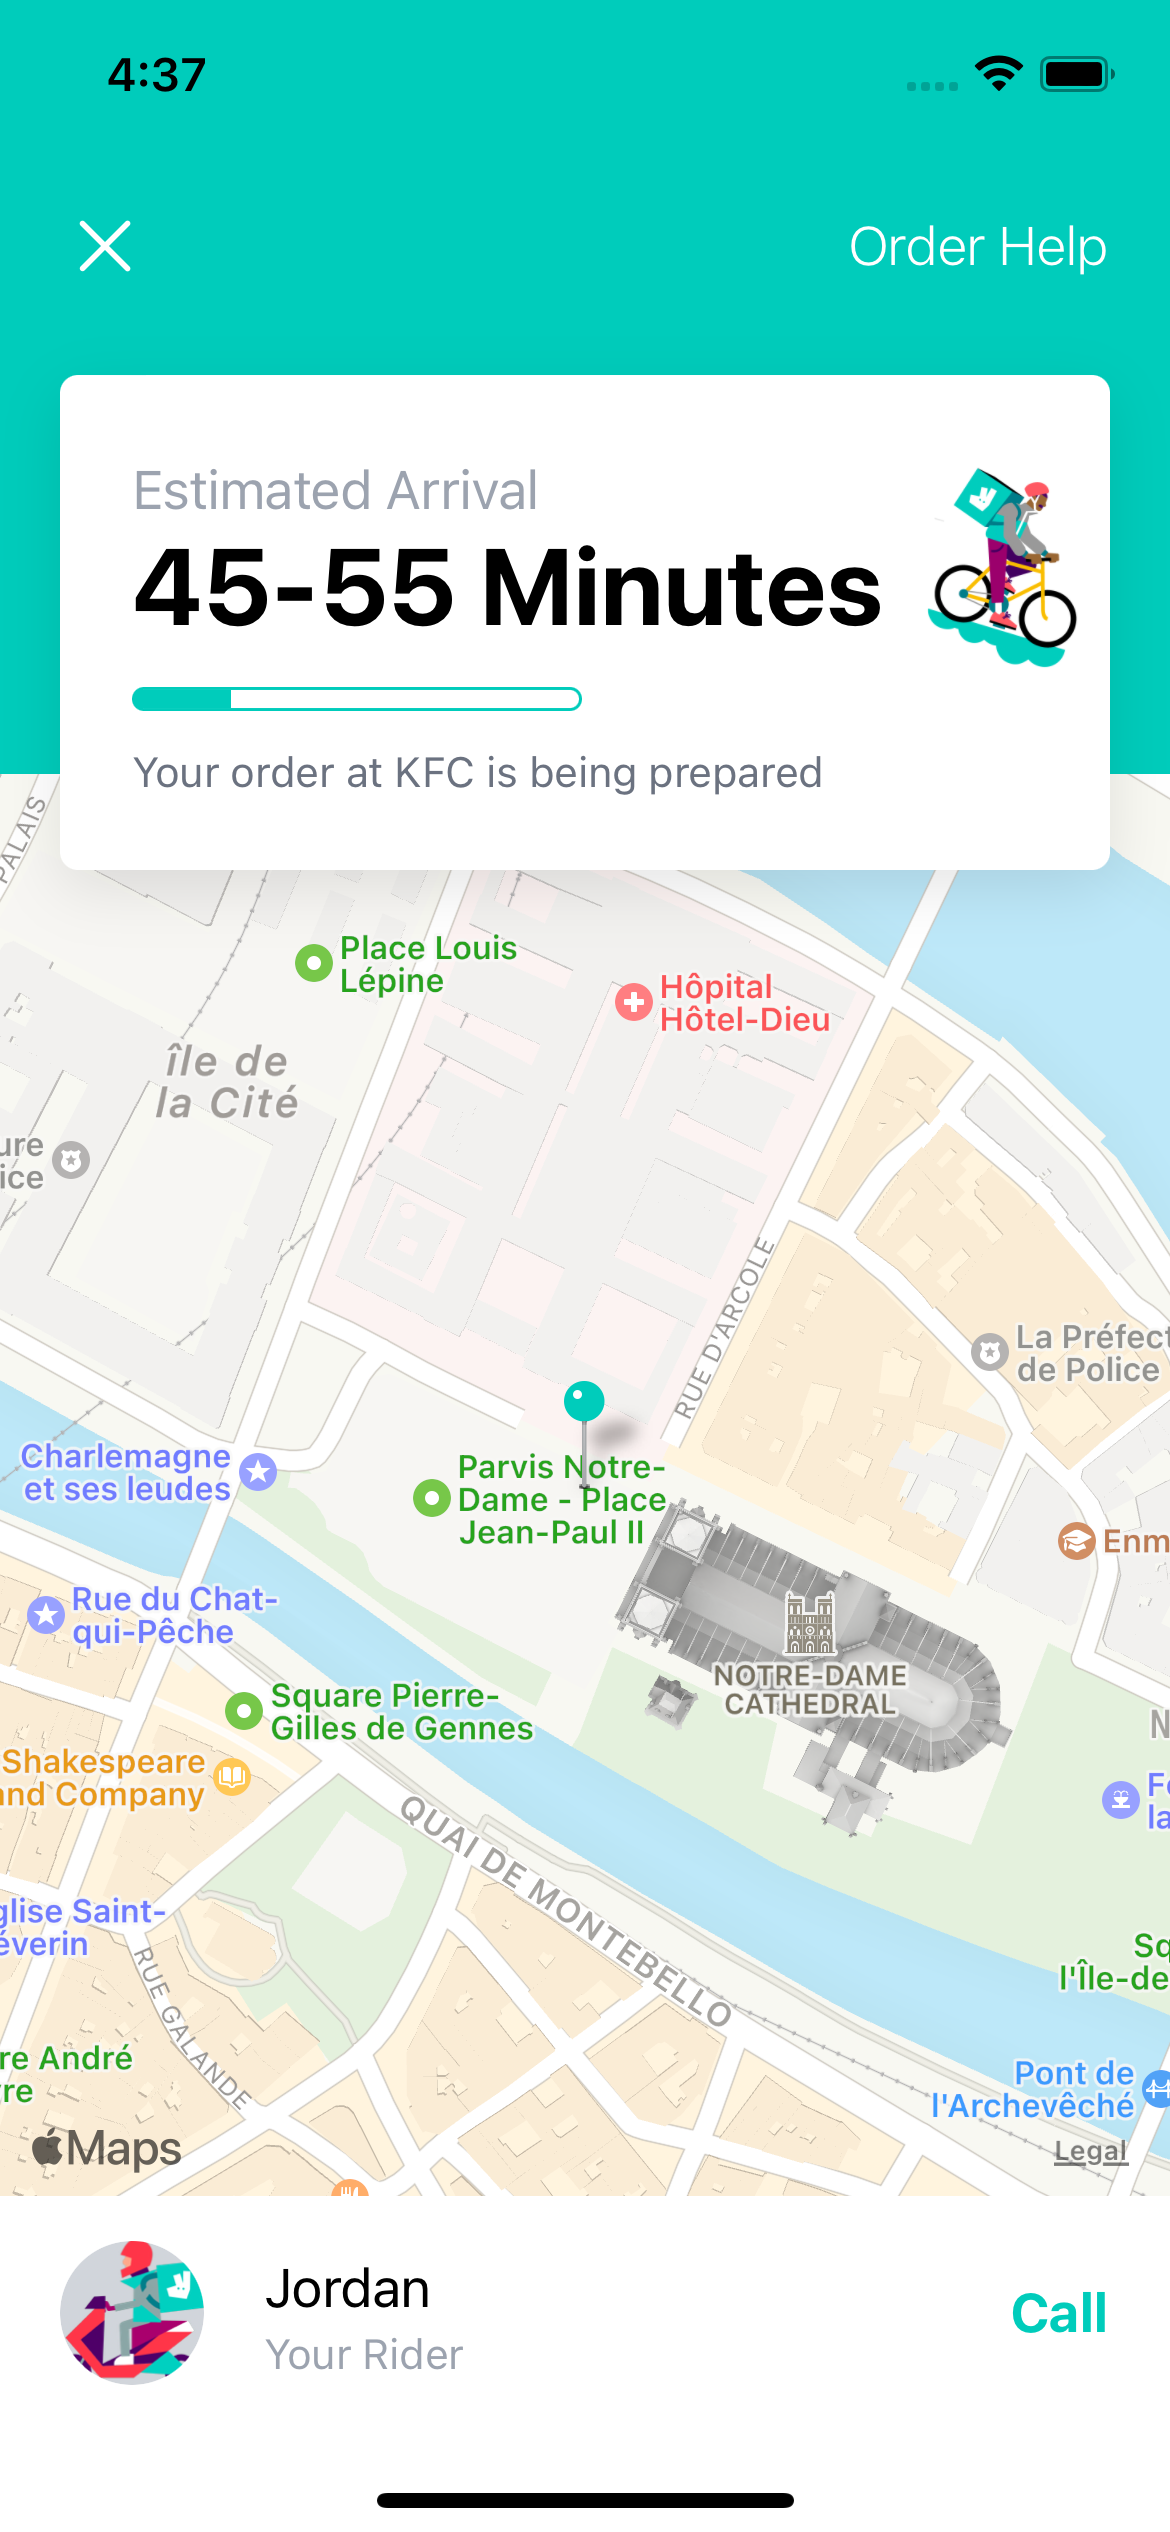 4:37
Order Help
Estimated Arrival
45-55 Minutes
Your order at KFC is being prepared
PALAIS
Place Louis
Lépine
Hôpital
Hôtel-Dieu
île de
la Cité
ure
ice
RUE D'ARCOLE
La Préfect
de Police
Charlemagne
et ses leudes
Parvis Notre-
Dame - Place
Jean-Paul II
Enm
Rue du Chat-
qui-Pêche
NOTRE-DAME
CATHEDRAL
Square Pierre-
Gilles de Gennes
N
Shakespeare
nd Company
Fo
la
QUAI DE MONTEBELLO
glise Saint-
éverin
RUE GALANDE
Sq
l'Île-de
re André
re
Pont de
l'Archevêché
Maps
Legal
Jordan
Your Rider
Call